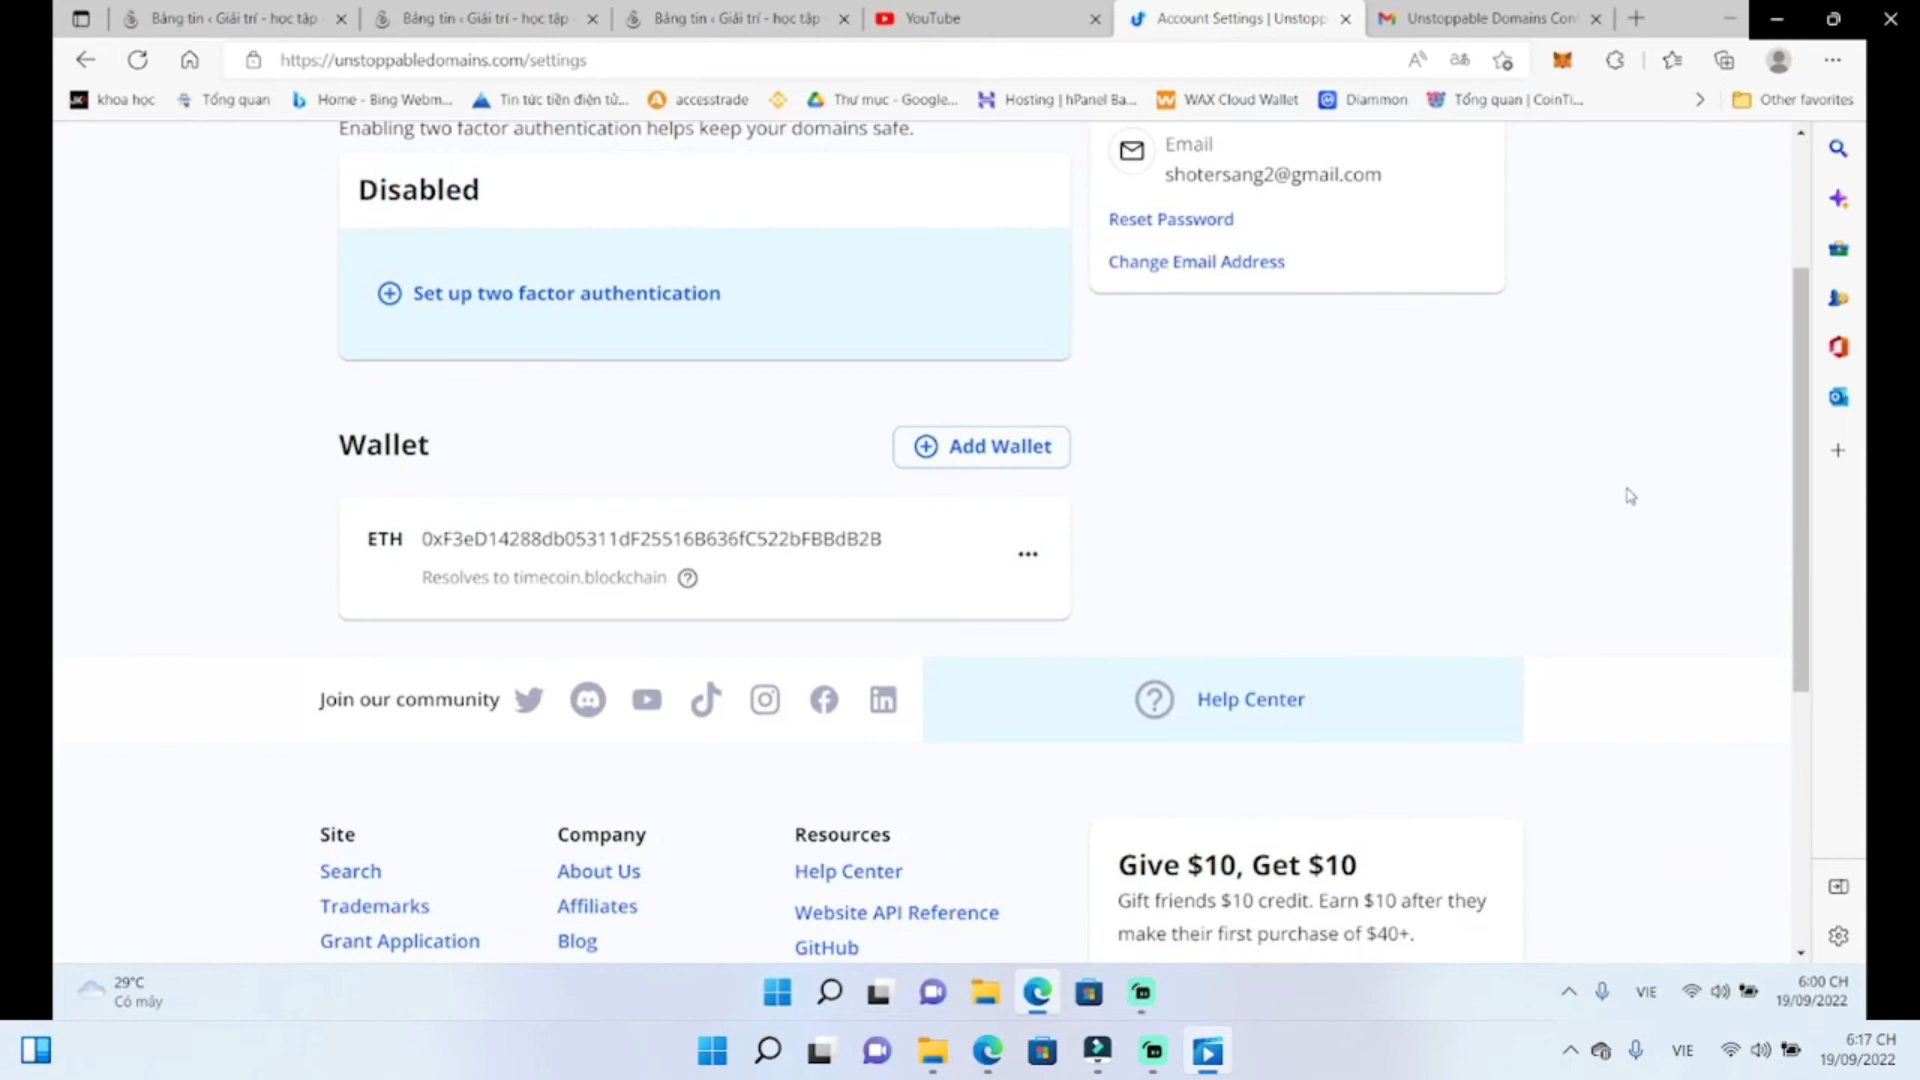 Bảng tin ‹ Giải trí - học tập
Bảng tin ‹ Giải trí - học tập
Bảng tin ‹ Giải trí - học tập
YouTube
Account Settings | Unstopp
Unstoppable Domains Con
https://unstoppabledomains.com/settings
khoa học
Tổng quan
Home - Bing Webm...
Tin tức tiền điện tử...
accesstrade
Thư mục - Google...
Hosting | hPanel Ba...
WAX Cloud Wallet
Diammon
Tổng quan | CoinTi...
Other favorites
Enabling two factor authentication helps keep your domains safe.
Disabled
Set up two factor authentication
Email
shotersang2@gmail.com
Reset Password
Change Email Address
Wallet
Add Wallet
ETH 0xF3eD14288db05311dF25516B636fC522bFBBdB2B
Resolves to timecoin.blockchain
Join our community
Help Center
Site
Search
Trademarks
Grant Application
Company
About Us
Affiliates
Blog
Resources
Help Center
Website API Reference
GitHub
Give $10, Get $10
Gift friends $10 credit. Earn $10 after they
make their first purchase of $40+.
29°C
Có mây
VIE
6:00 CH
19/09/2022
VIE
6:17 CH
19/09/2022